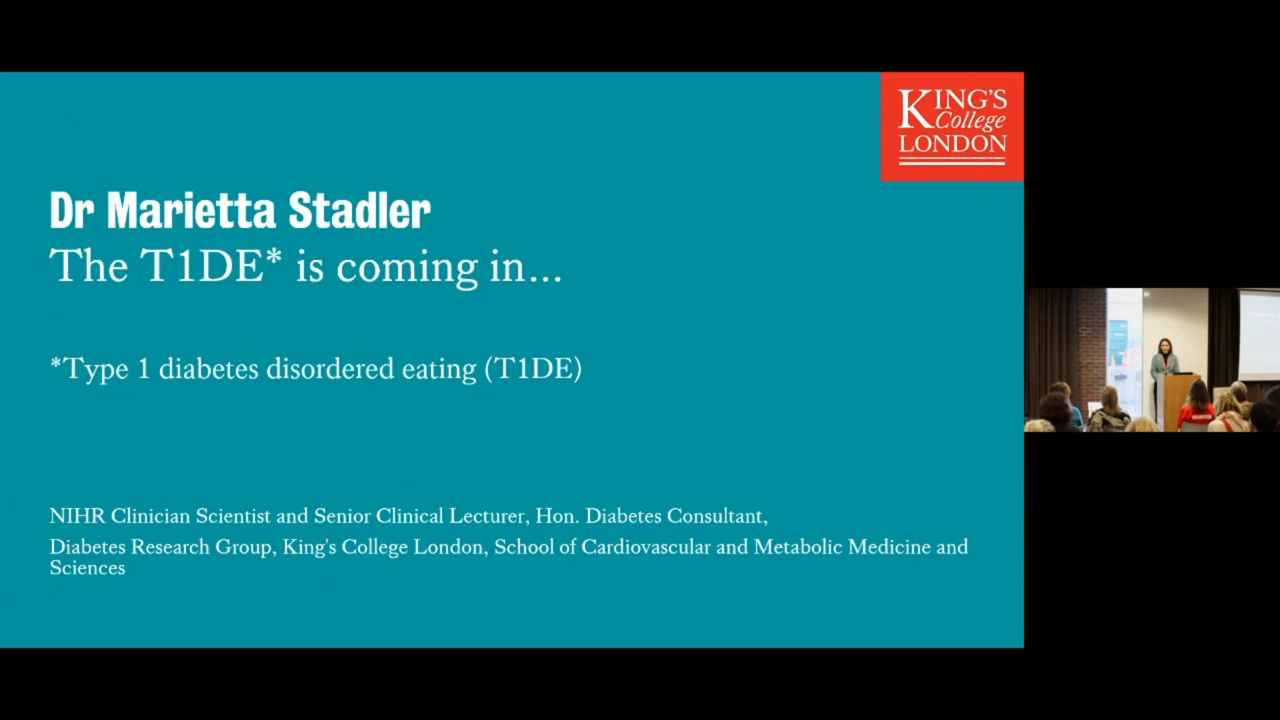 KING'S
College
LONDON
Dr Marietta Stadler
The T1DE* is coming in...
*Type 1 diabetes disordered eating (T1DE)
NIHR Clinician Scientist and Senior Clinical Lecturer, Hon. Diabetes Consultant,
Diabetes Research Group, King's College London, School of Cardiovascular and Metabolic Medicine and
Sciences